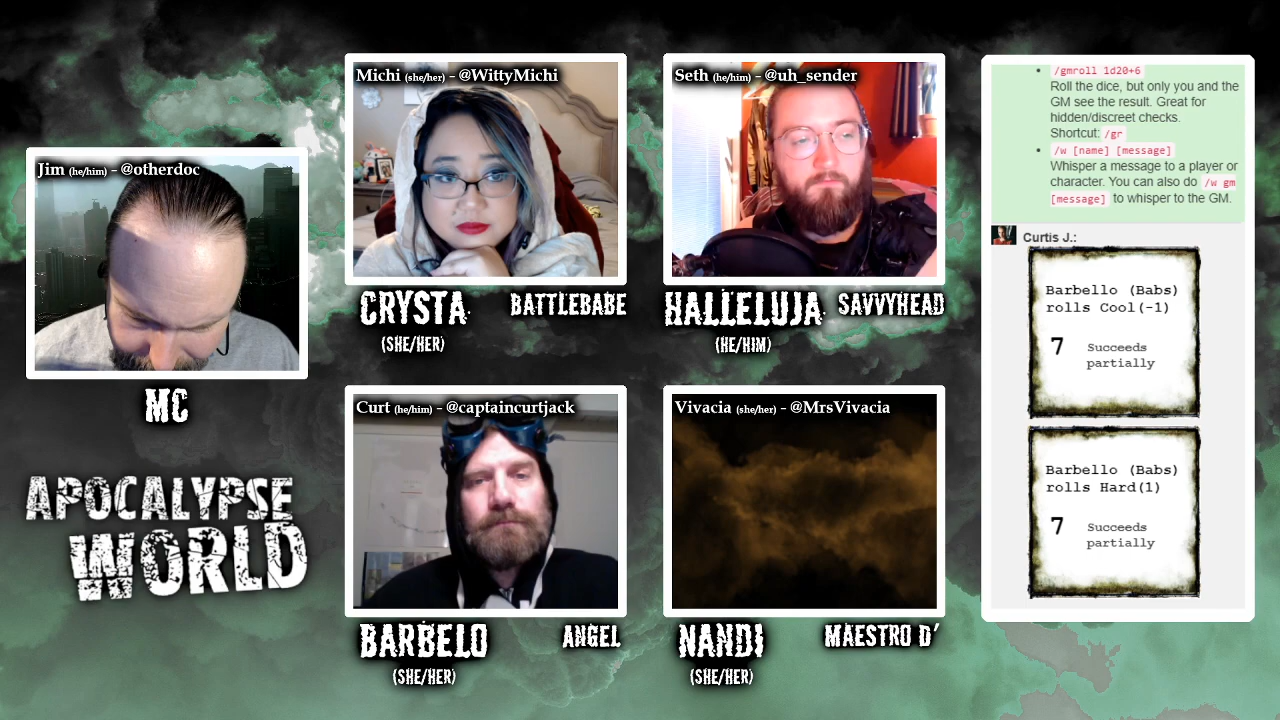 Jim (he/him) - @otherdoc
MC
APOCALYPSE
WORLD
Michi (she/her) - @WittyMichi
CRYSTA
BATTLEBABE
(SHE/HER)
Seth (he/him) - @uh_sender
HALLELUJA
SAVVYHEAD
(HE/HIM)
Curt (he/him) - @captaincurtjack
BARBELO
ANGEL
(SHE/HER)
Vivacia (she/her) - @MrsVivacia
NANDI
MAESTRO D'
(SHE/HER)
• /gmroll 1d20+6
Roll the dice, but only you and the
GM see the result. Great for
hidden/discreet checks.
Shortcut: /gr
• /w [name] [message]
Whisper a message to a player or
character. You can also do /w gm
[message] to whisper to the GM.
Curtis J.:
Barbello (Babs)
rolls Cool(-1)
7 Succeeds
partially
Barbello (Babs)
rolls Hard(1)
7 Succeeds
partially